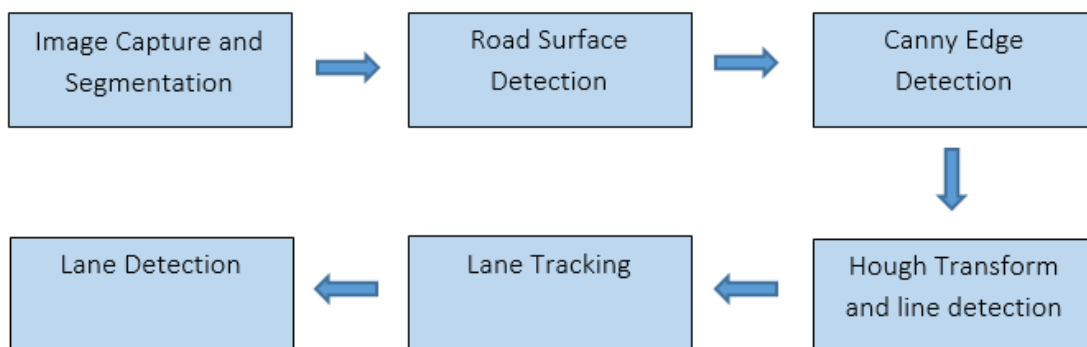 Image Capture and
Segmentation
Road Surface
Detection
Canny Edge
Detection
Lane Detection
Lane Tracking
Hough Transform
and line detection